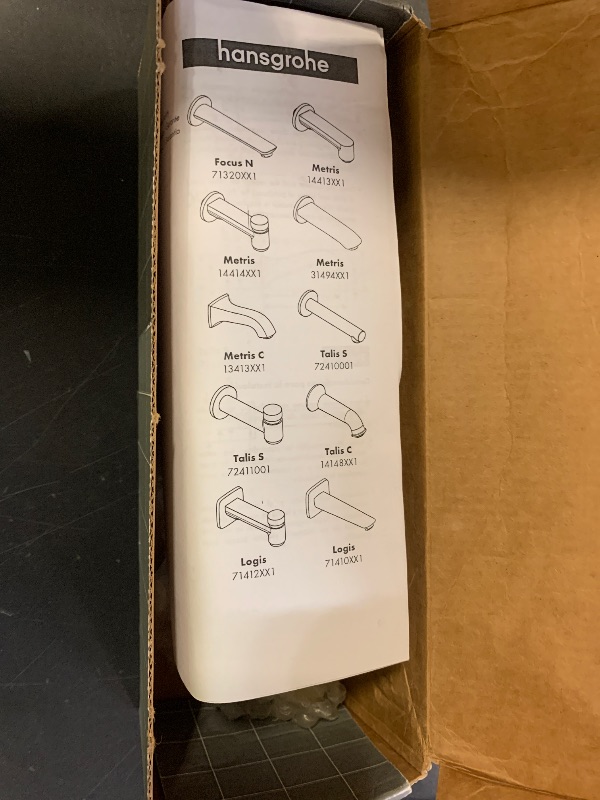 hansgrohe
Focus N
71320XX1
Metris
14413XX1
Metris
14414XX1
Metris
31494XX1
Metris C
13413XX1
Talis S
72410001
Talis S
72411001
Talis C
14148XX1
Logis
71412XX1
Logis
71410XX1